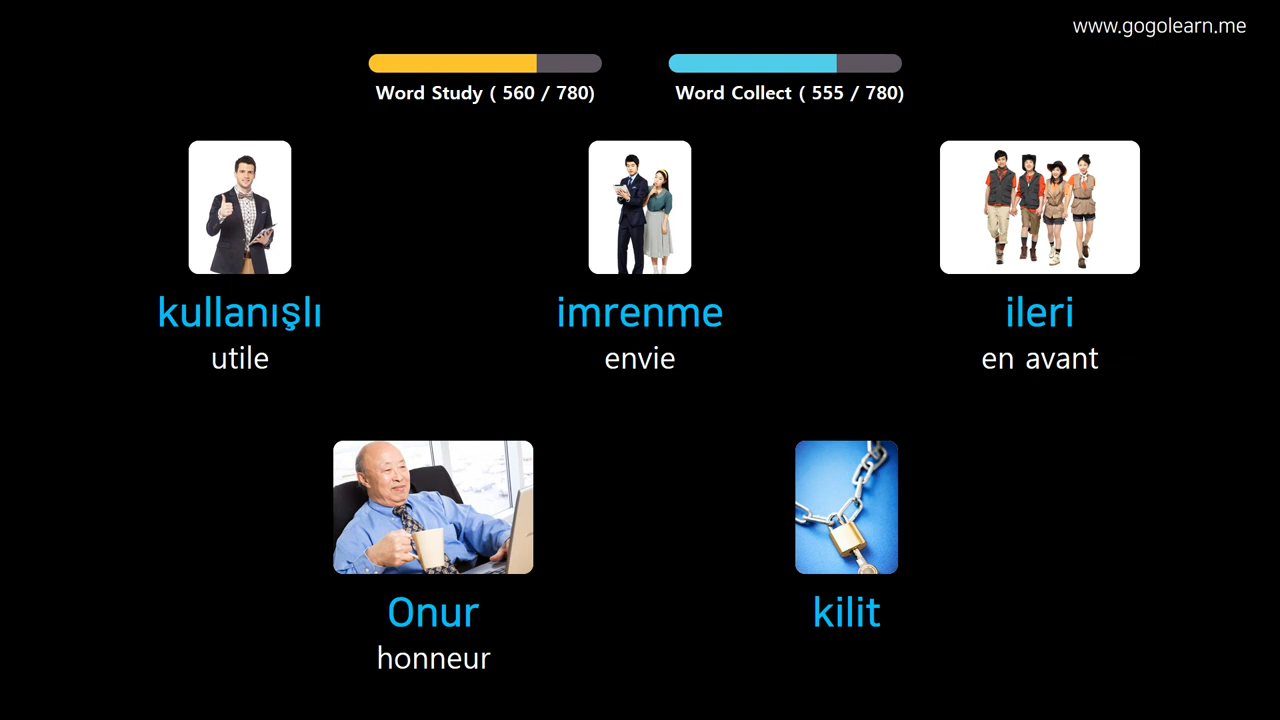 www.gogolearn.me
Word Study ( 560 / 780)
Word Collect ( 555 / 780)
kullanışlı
utile
imrenme
envie
ileri
en avant
Onur
honneur
kilit